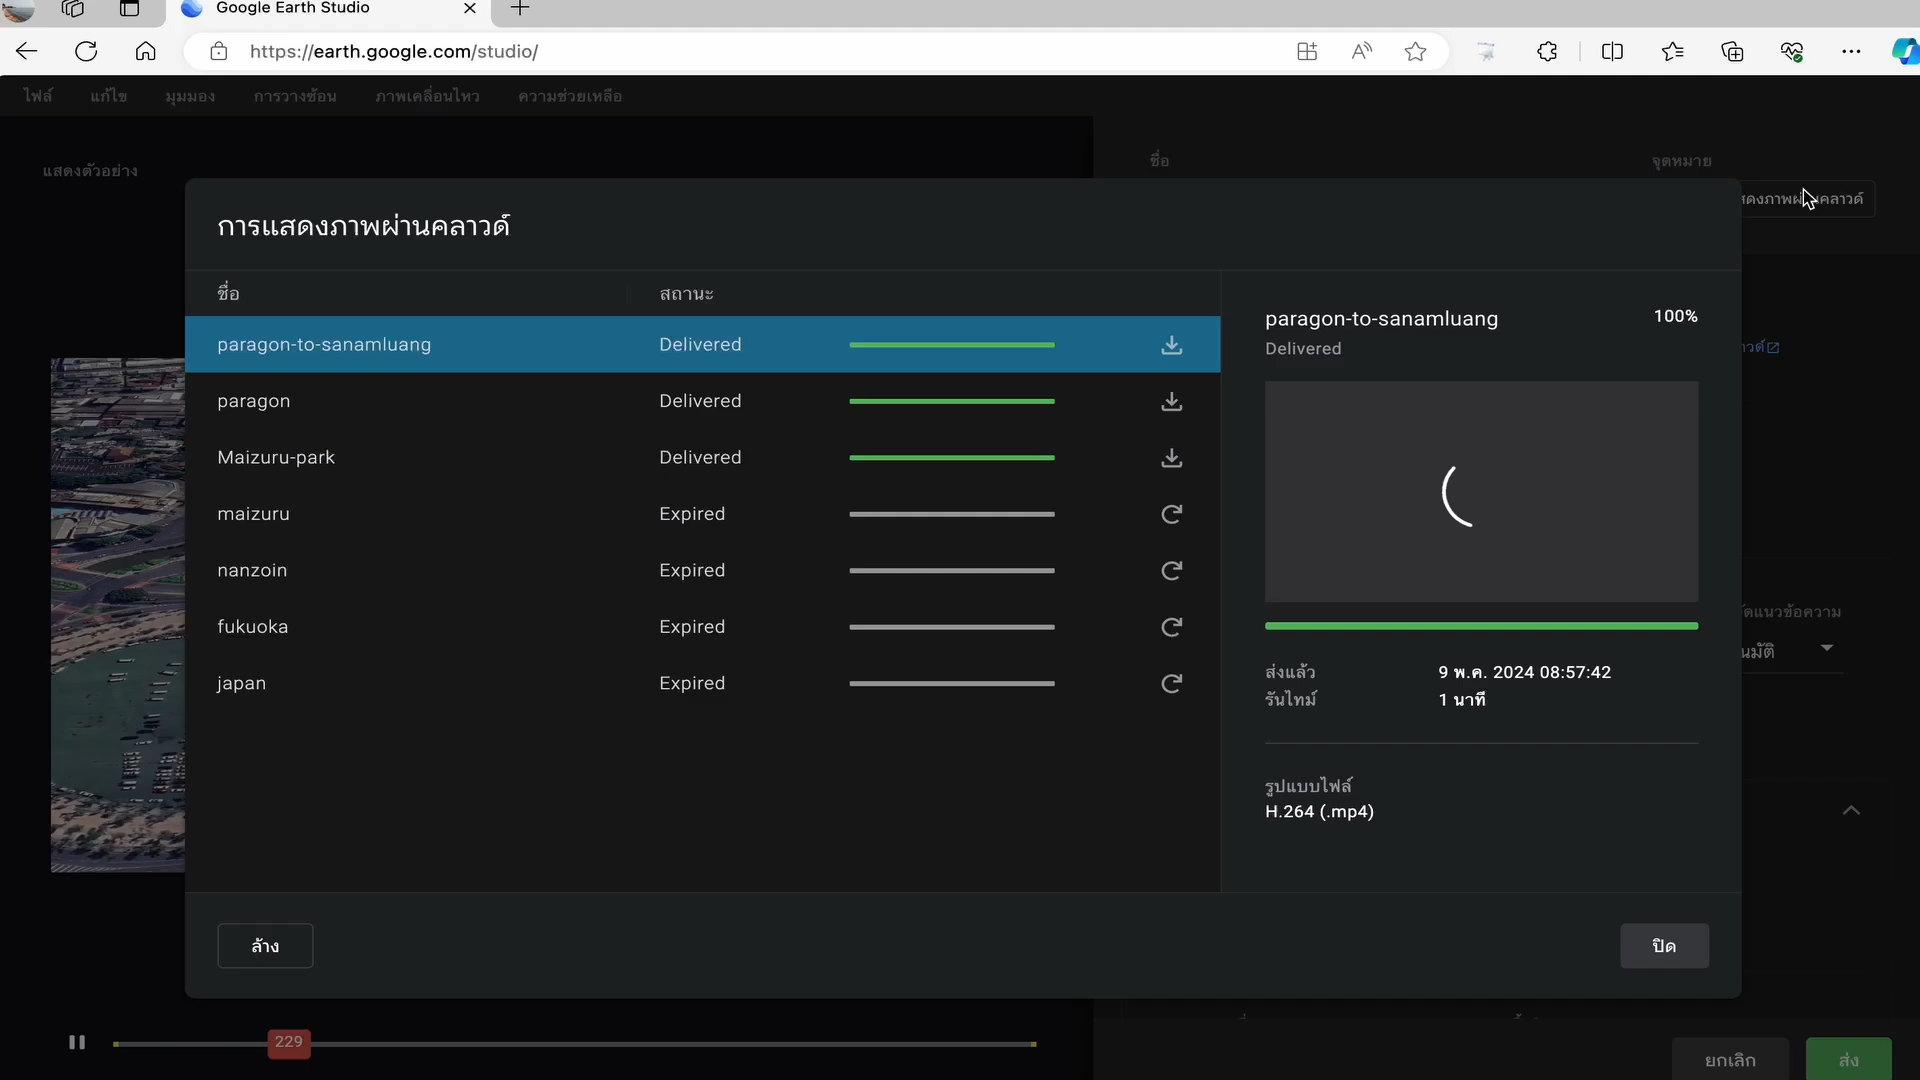 Google Earth Studio
https://earth.google.com/studio/
ไฟล์ แก้ไข มุมมอง การวางซ้อน ภาพเคลื่อนไหว ความช่วยเหลือ
แสดงตัวอย่าง
ชื่อ จุดหมาย
การแสดงภาพผ่านคลาวด์
ชื่อ สถานะ
paragon-to-sanamluang Delivered
paragon Delivered
Maizuru-park Delivered
maizuru Expired
nanzoin Expired
fukuoka Expired
japan Expired
paragon-to-sanamluang 100%
Delivered
ส่งแล้ว 9 พ.ค. 2024 08:57:42
รันไทม์ 1 นาที
รูปแบบไฟล์
H.264 (.mp4)
ล้าง ปิด
229
ยกเลิก ส่ง